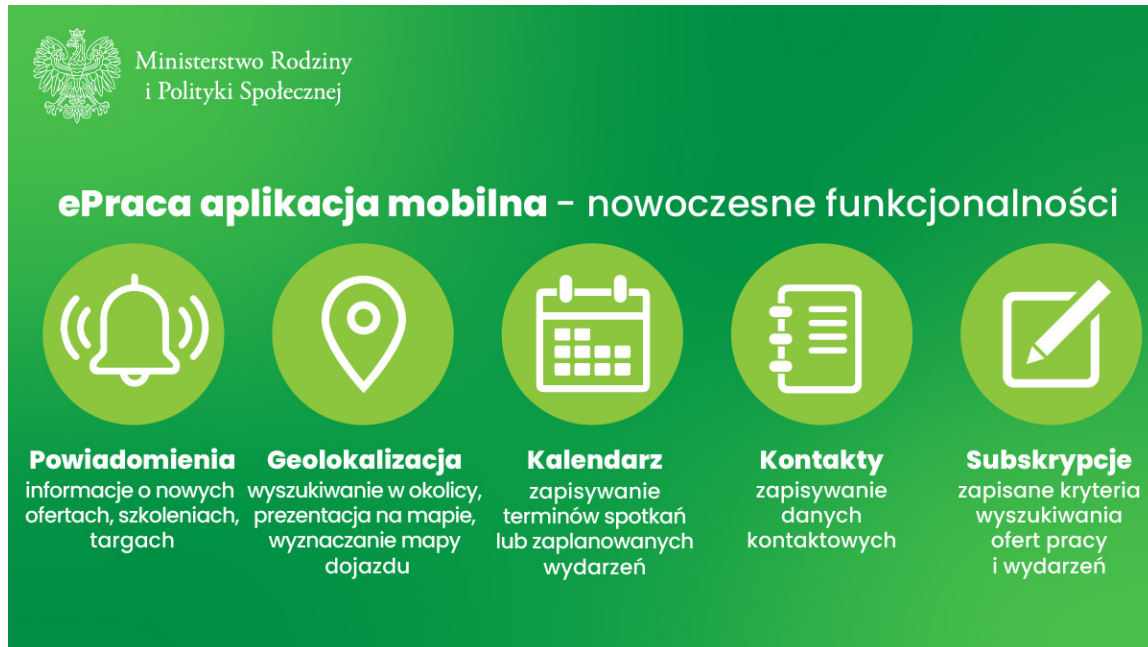 Ministerstwo Rodziny
i Polityki Społecznej
ePraca aplikacja mobilna - nowoczesne funkcjonalności
Powiadomienia
informacje o nowych
ofertach, szkoleniach,
targach
Geolokalizacja
wyszukiwanie w okolicy,
prezentacja na mapie,
wyznaczanie mapy
dojazdu
Kalendarz
zapisywanie
terminów spotkań
lub zaplanowanych
wydarzeń
Kontakty
zapisywanie
danych
kontaktowych
Subskrypcje
zapisane kryteria
wyszukiwania
ofert pracy
i wydarzeń